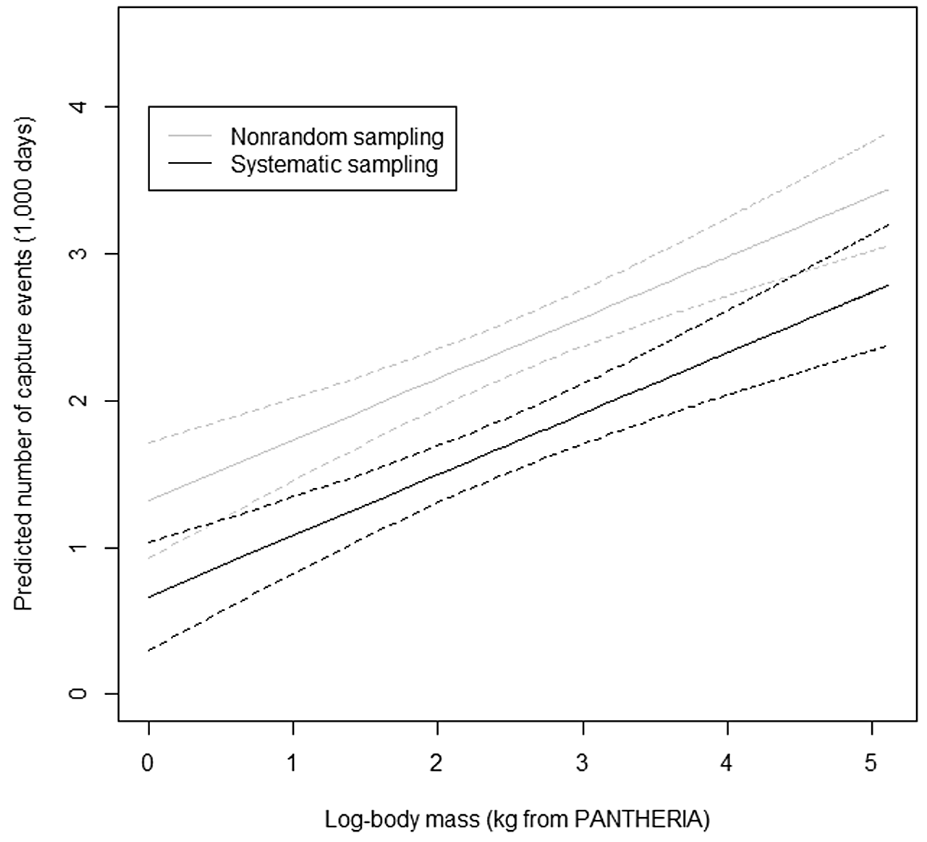 Predicted number of capture events (1,000 days)
4
3
2
1
0
Nonrandom sampling
Systematic sampling
0 1 2 3 4 5
Log-body mass (kg from PANTHERIA)